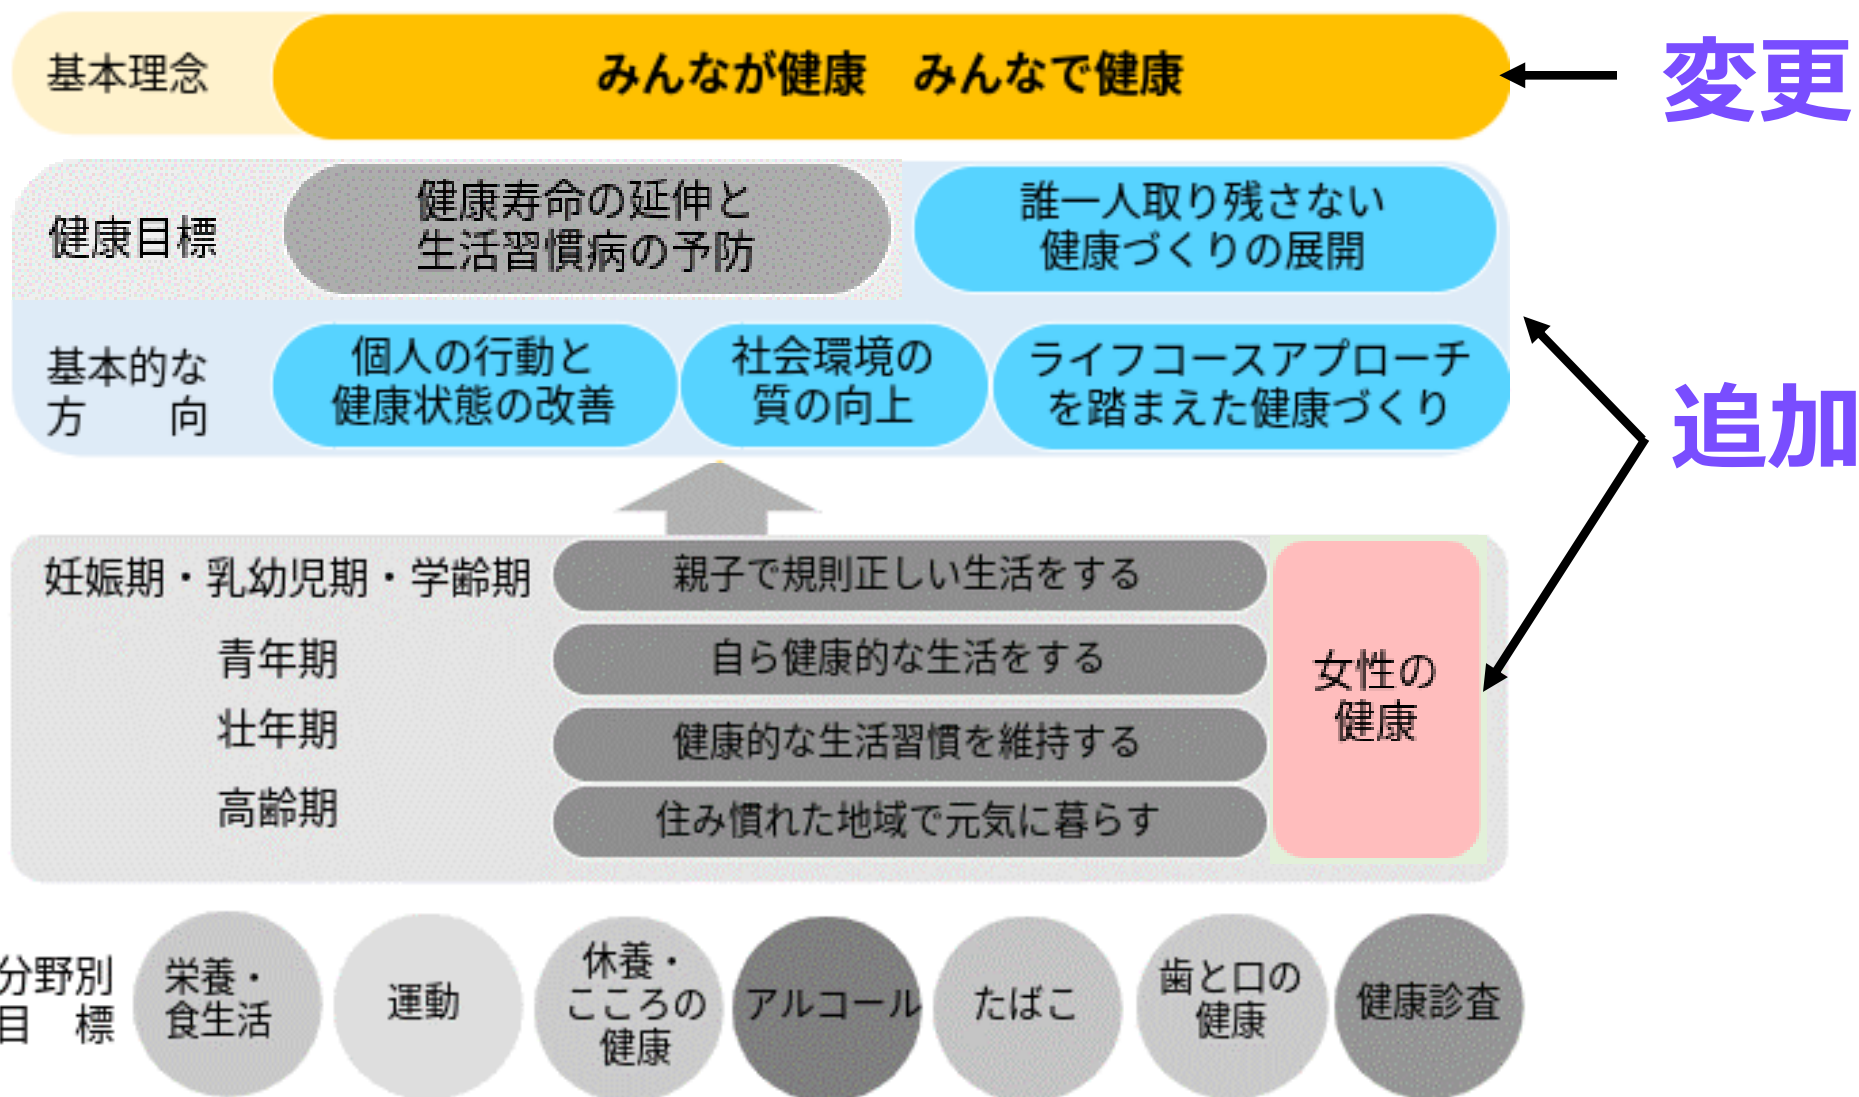 基本理念
みんなが健康　みんなで健康
変更
健康目標
健康寿命の延伸と
生活習慣病の予防
誰一人取り残さない
健康づくりの展開
基本的な
方　　向
個人の行動と
健康状態の改善
社会環境の
質の向上
ライフコースアプローチ
を踏まえた健康づくり
追加
妊娠期・乳幼児期・学齢期
親子で規則正しい生活をする
青年期
自ら健康的な生活をする
壮年期
健康的な生活習慣を維持する
高齢期
住み慣れた地域で元気に暮らす
女性の
健康
分野別
目　標
栄養・
食生活
運動
休養・
こころの
健康
アルコール
たばこ
歯と口の
健康
健康診査